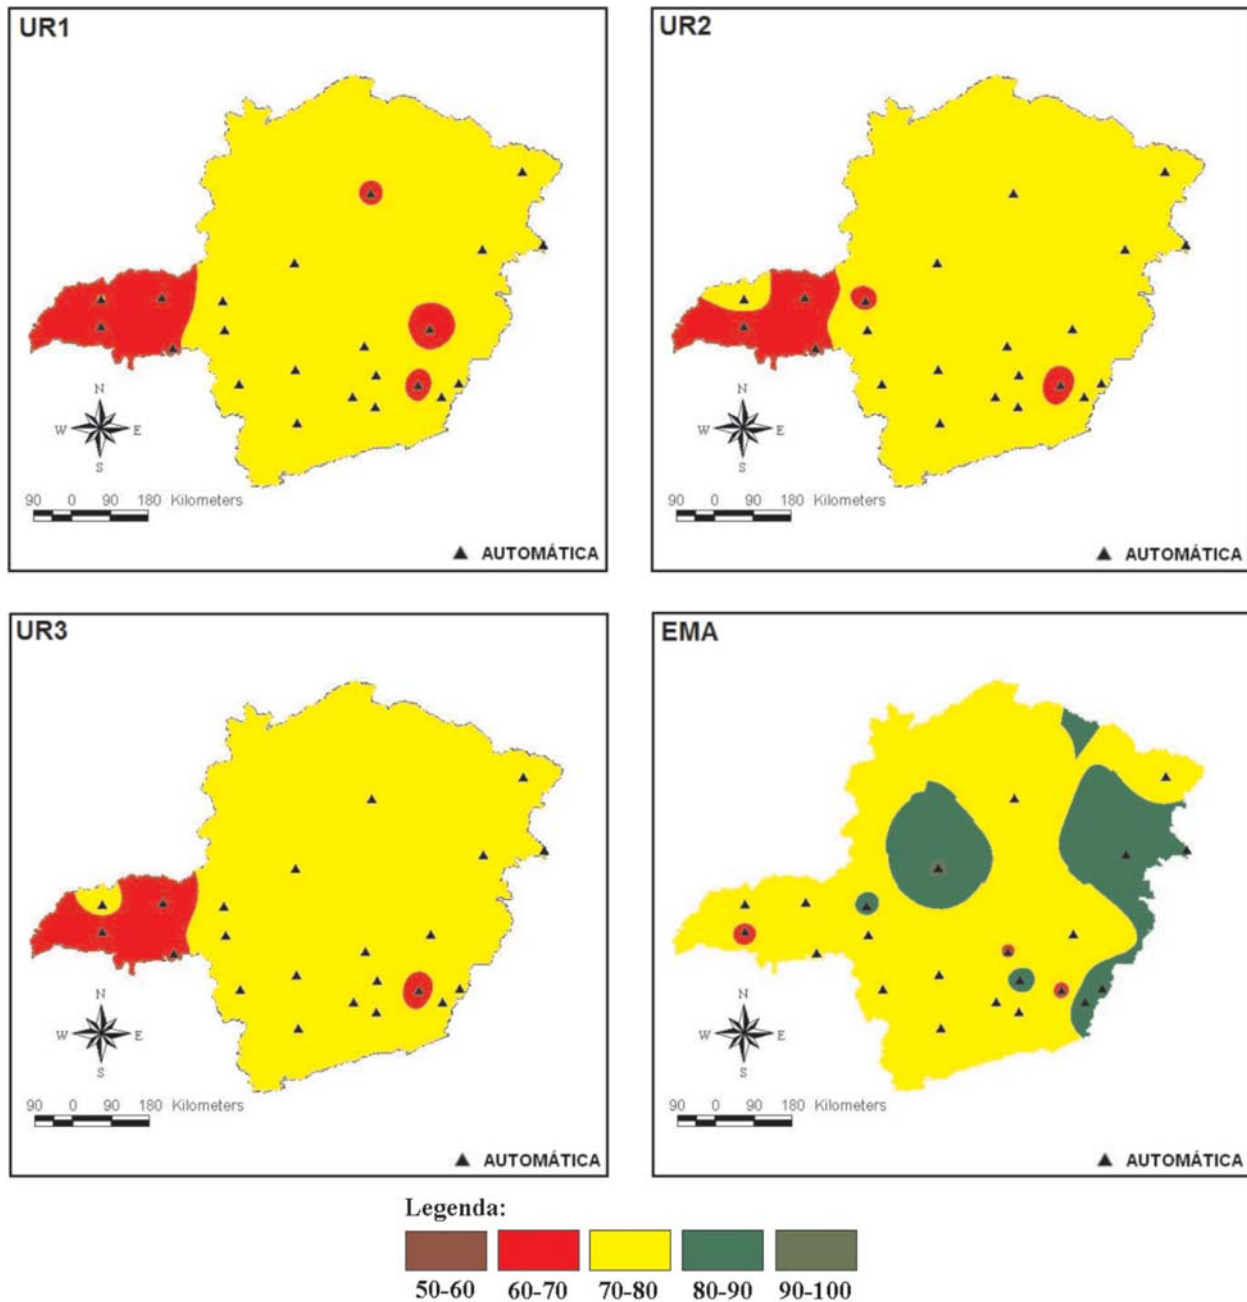 UR1
N
W E
S
90 0 90 180 Kilometers
▲ AUTOMÁTICA
UR2
N
W E
S
90 0 90 180 Kilometers
▲ AUTOMÁTICA
UR3
N
W E
S
90 0 90 180 Kilometers
▲ AUTOMÁTICA
EMA
N
W E
S
90 0 90 180 Kilometers
▲ AUTOMÁTICA
Legenda:
50-60 60-70 70-80 80-90 90-100